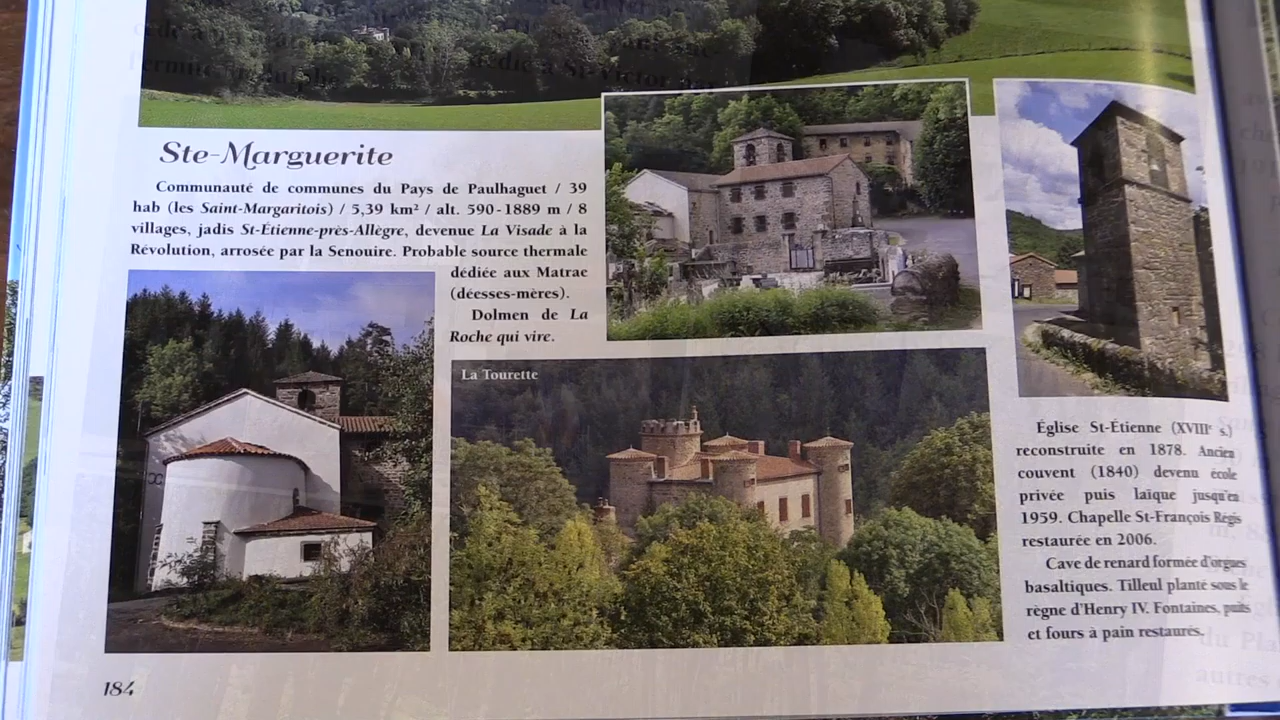 Ste-Marguerite
Communauté de communes du Pays de Paulhaguet / 39
hab (les Saint-Margaritois) / 5,39 km² / alt. 590-1889 m / 8
villages, jadis St-Étienne-près-Allègre, devenue La Visade à la
Révolution, arrosée par la Senouire. Probable source thermale
dédiée aux Matrae
(déesses-mères).
Dolmen de La
Roche qui vire.
La Tourette
Église St-Étienne (XVIIIe s.)
reconstruite en 1878. Ancien
couvent (1840) devenu école
privée puis laïque jusqu'en
1959. Chapelle St-François Régis
restaurée en 2006.
Cave de renard formée d'orgues
basaltiques. Tilleul planté sous le
règne d'Henry IV. Fontaines, puits
et fours à pain restaurés.
184